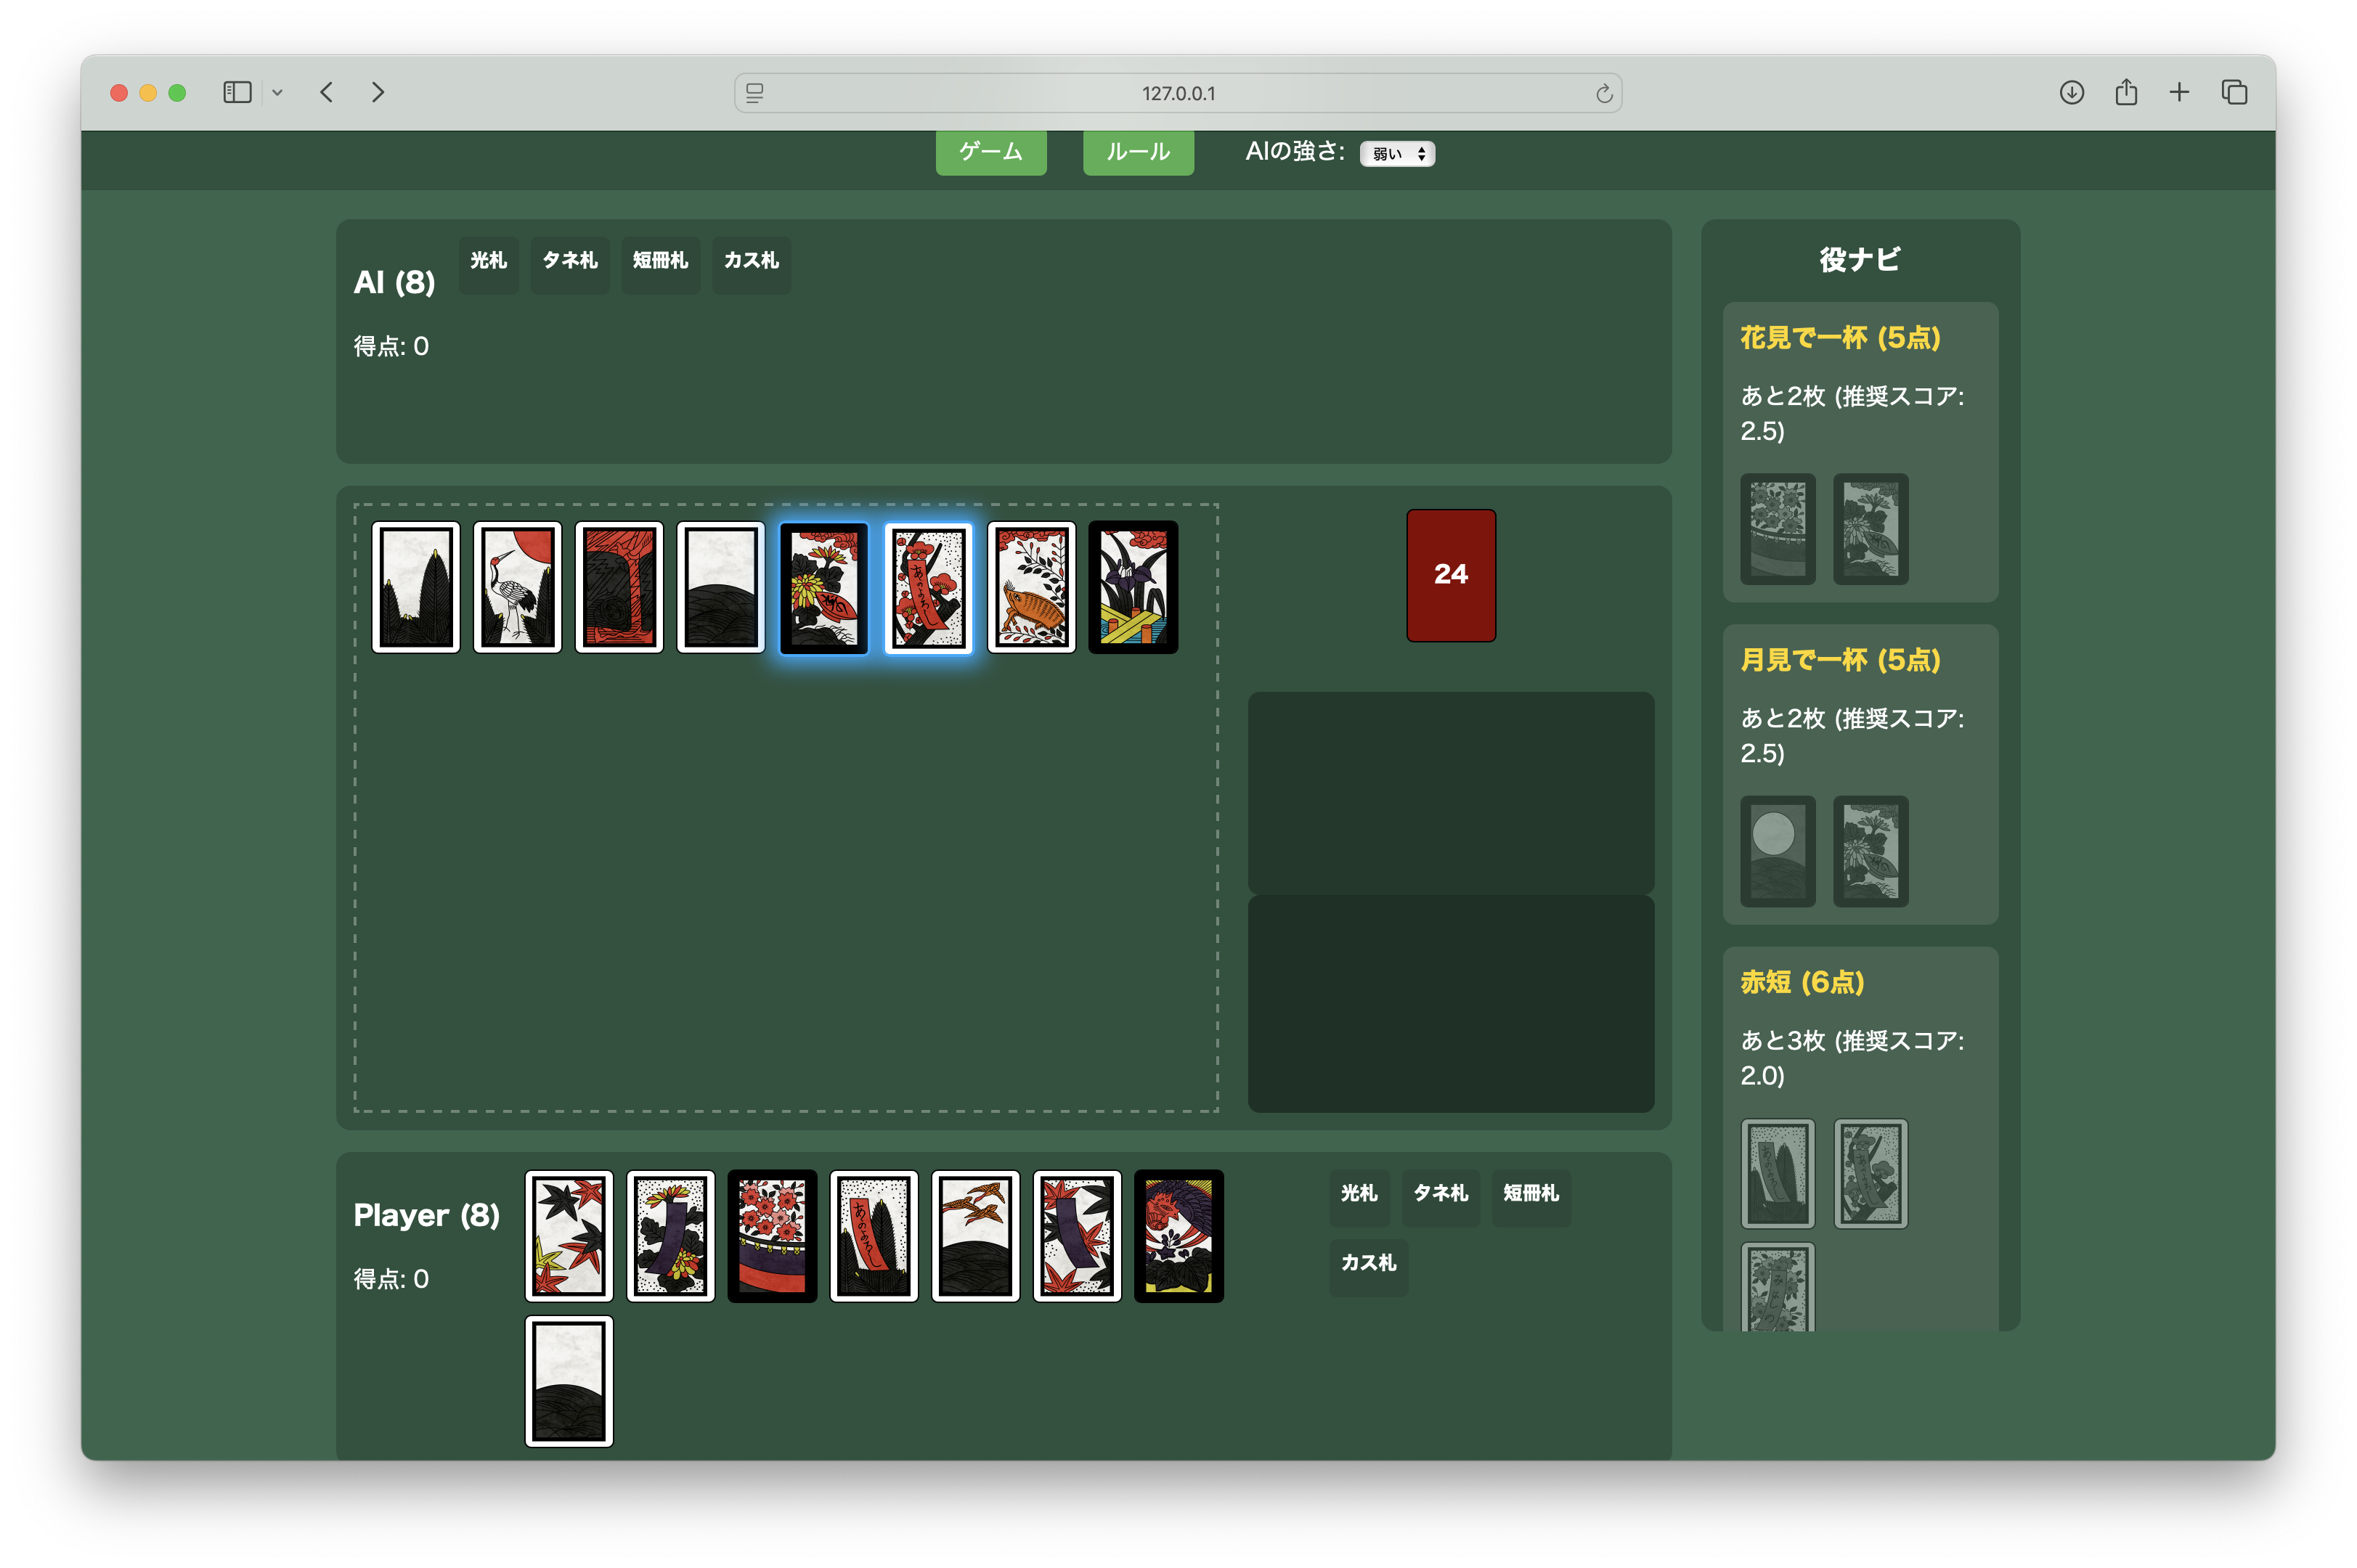 127.0.0.1
ゲーム
ルール
AIの強さ: 弱い
AI (8)
光札
タネ札
短冊札
カス札
得点: 0
24
Player (8)
得点: 0
光札
タネ札
短冊札
カス札
役ナビ
花見で一杯 (5点)
あと2枚 (推奨スコア:
2.5)
月見で一杯 (5点)
あと2枚 (推奨スコア:
2.5)
赤短 (6点)
あと3枚 (推奨スコア:
2.0)